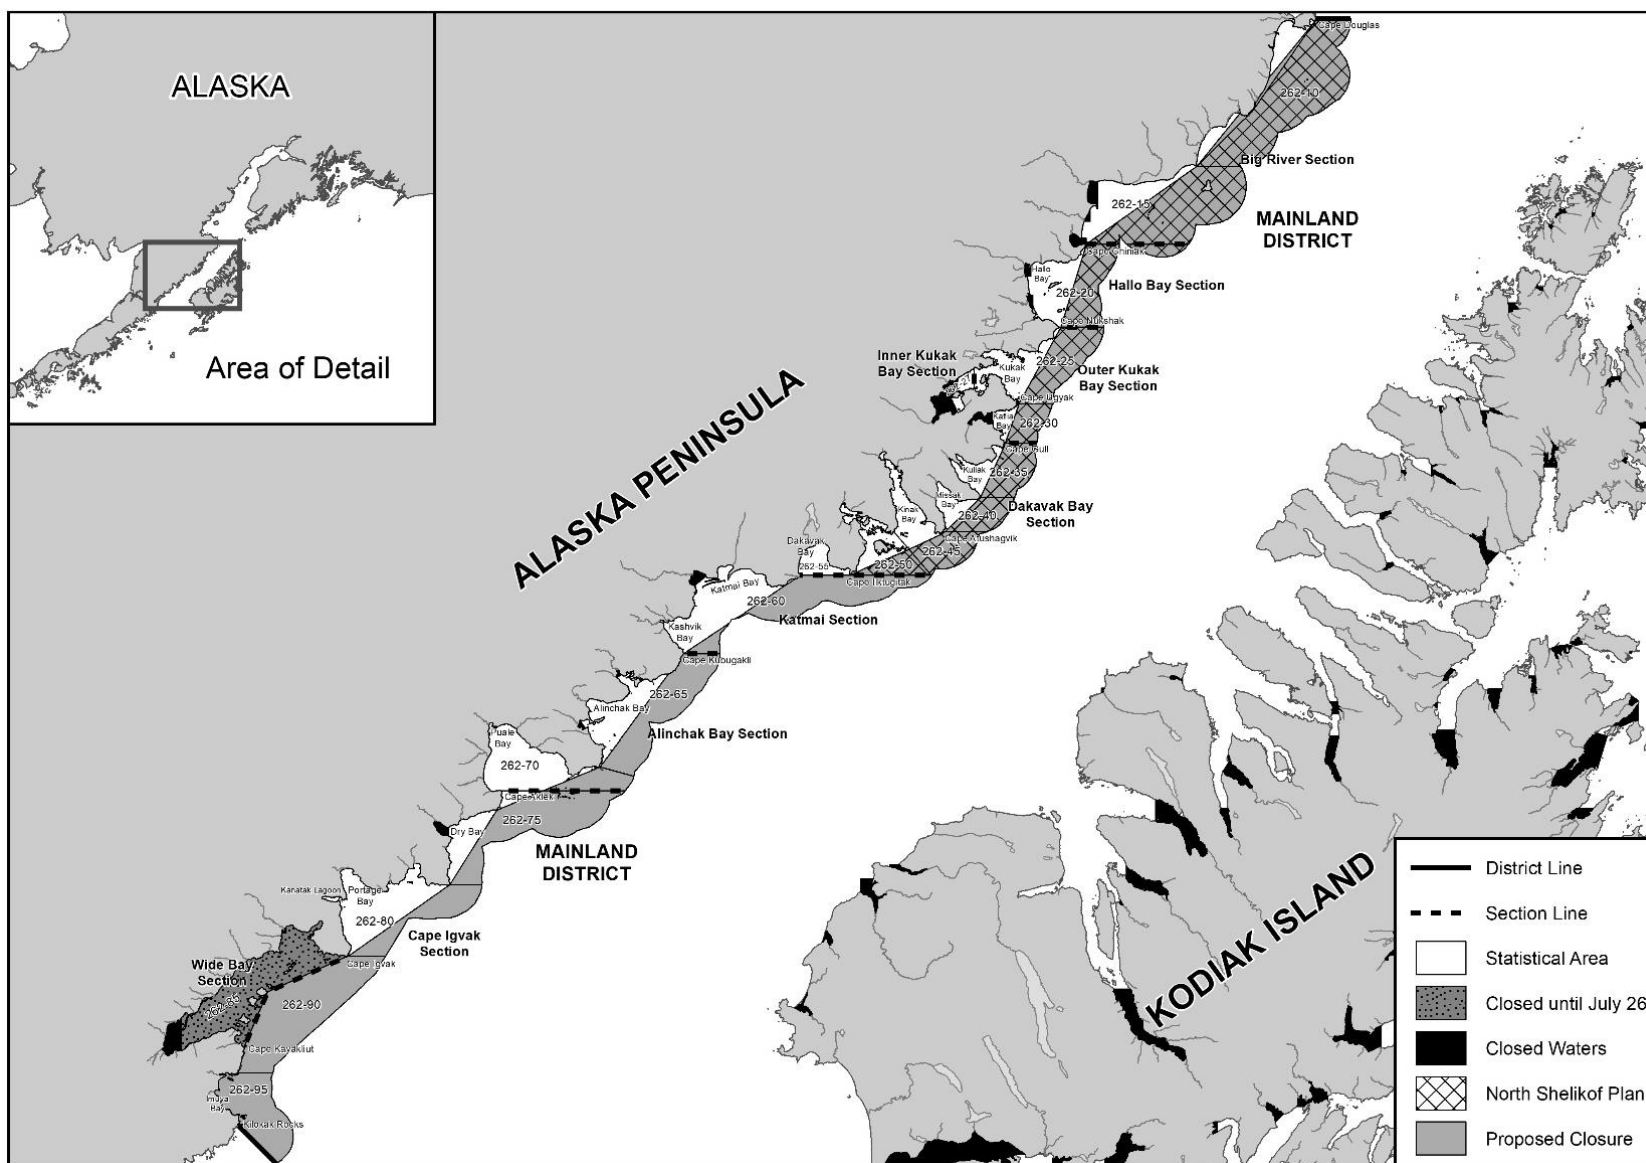 ALASKA
Area of Detail
Cape Douglas
262-10
Big River Section
262-15
MAINLAND
DISTRICT
Cape Chiniak
Hallo
Bay
Hallo Bay Section
262-20
Cape Nukshak
Inner Kukak
Bay Section
262-25
Kukak
Bay
Outer Kukak
Bay Section
Cape Ugyak
Kafia
Bay
262-30
Cape Gull
Kuliak
Bay
262-35
Missak
Bay
Kinak
Bay
262-40
Dakavak Bay
Section
Cape Atushagvik
262-45
Dakavak
Bay
262-55
262-50
Cape Iktugitak
ALASKA PENINSULA
Katmai Bay
262-60
Katmai Section
Kashvik
Bay
Cape Kubugakli
262-65
Alinchak Bay
Alinchak Bay Section
Puale
Bay
262-70
Cape Aklek
262-75
Dry Bay
MAINLAND
DISTRICT
Kanatak Lagoon
Portage
Bay
262-80
Cape Igvak
Section
Cape Igvak
Wide Bay
Section
262-85
262-90
Cape Kayakliut
262-95
Imuya
Bay
Kilokak Rocks
KODIAK ISLAND
District Line
Section Line
Statistical Area
Closed until July 26
Closed Waters
North Shelikof Plan
Proposed Closure